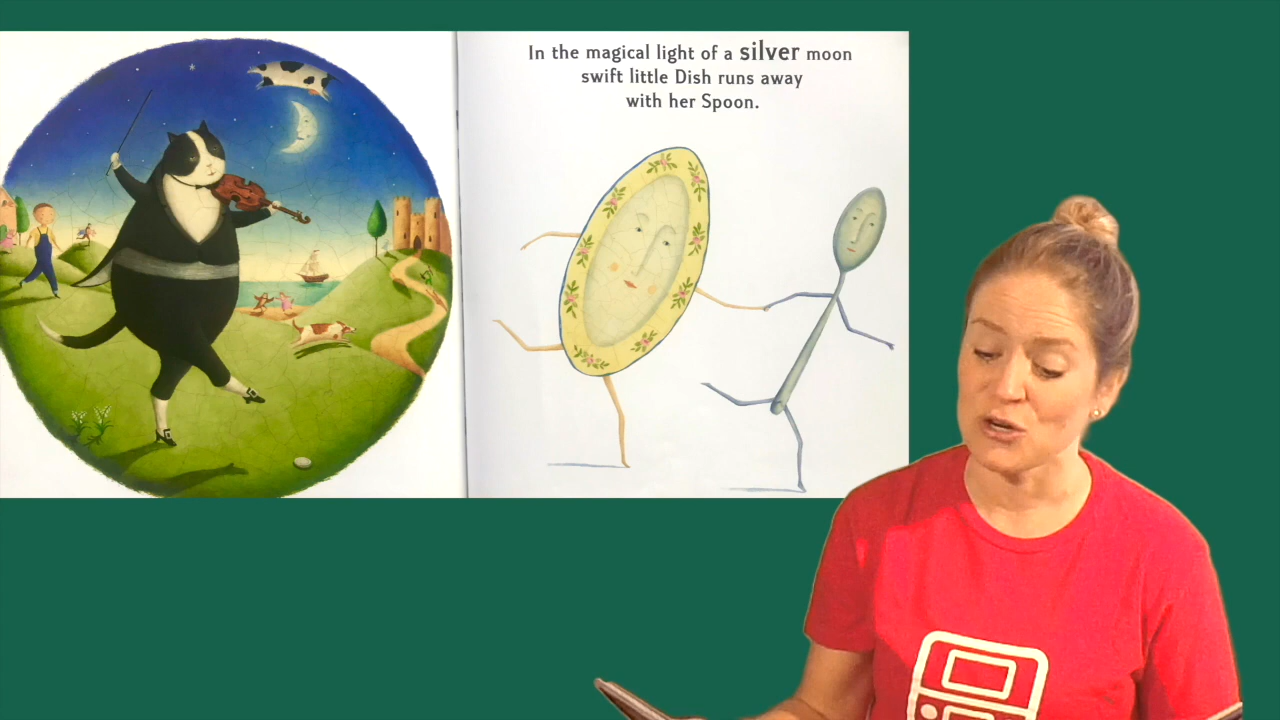 In the magical light of a silver moon
swift little Dish runs away
with her Spoon.